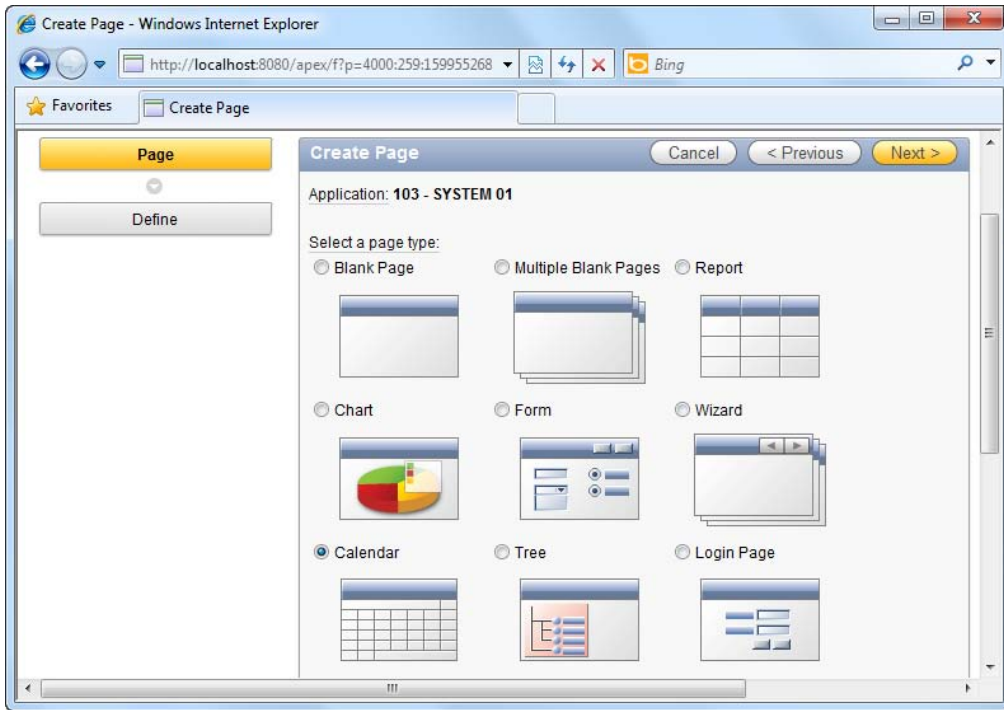 Create Page - Windows Internet Explorer
http://localhost:8080/apex/f?p=4000:259:159955268
Bing
Favorites
Create Page
Page
Define
Create Page
Cancel
< Previous
Next >
Application: 103 - SYSTEM 01
Select a page type:
Blank Page
Multiple Blank Pages
Report
Chart
Form
Wizard
Calendar
Tree
Login Page